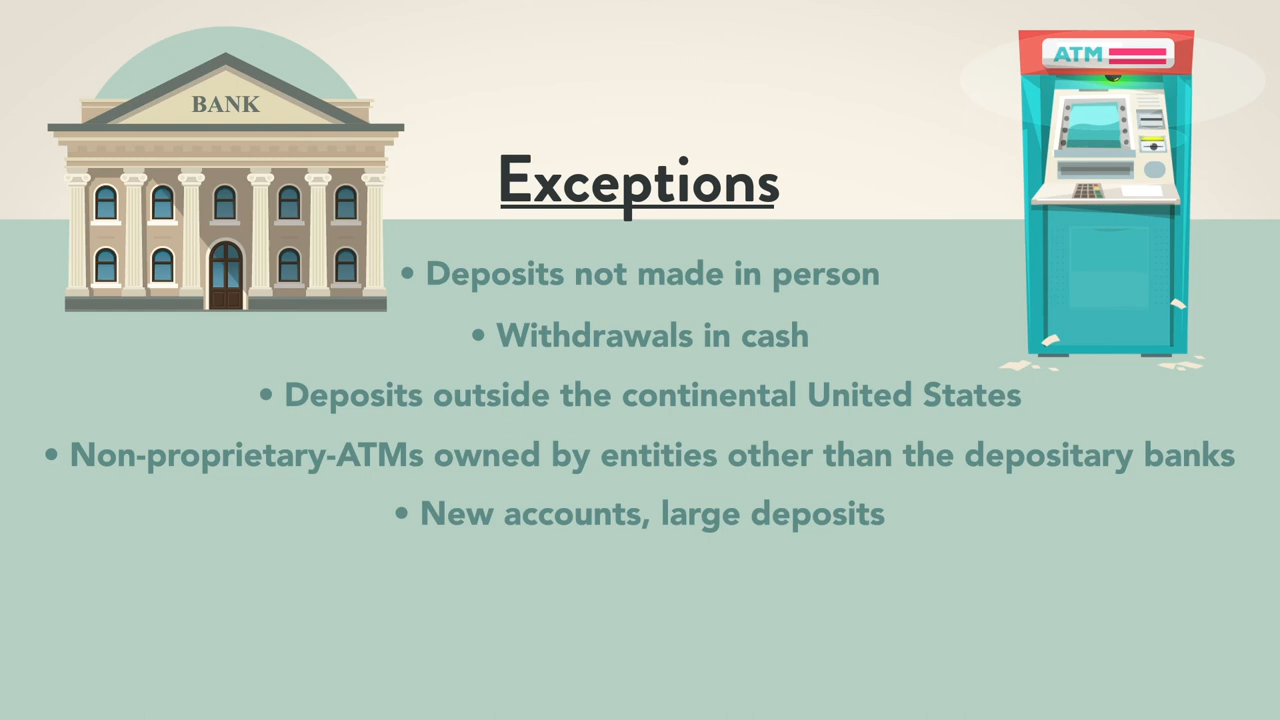 BANK
ATM
Exceptions
• Deposits not made in person
• Withdrawals in cash
• Deposits outside the continental United States
• Non-proprietary-ATMs owned by entities other than the depositary banks
• New accounts, large deposits